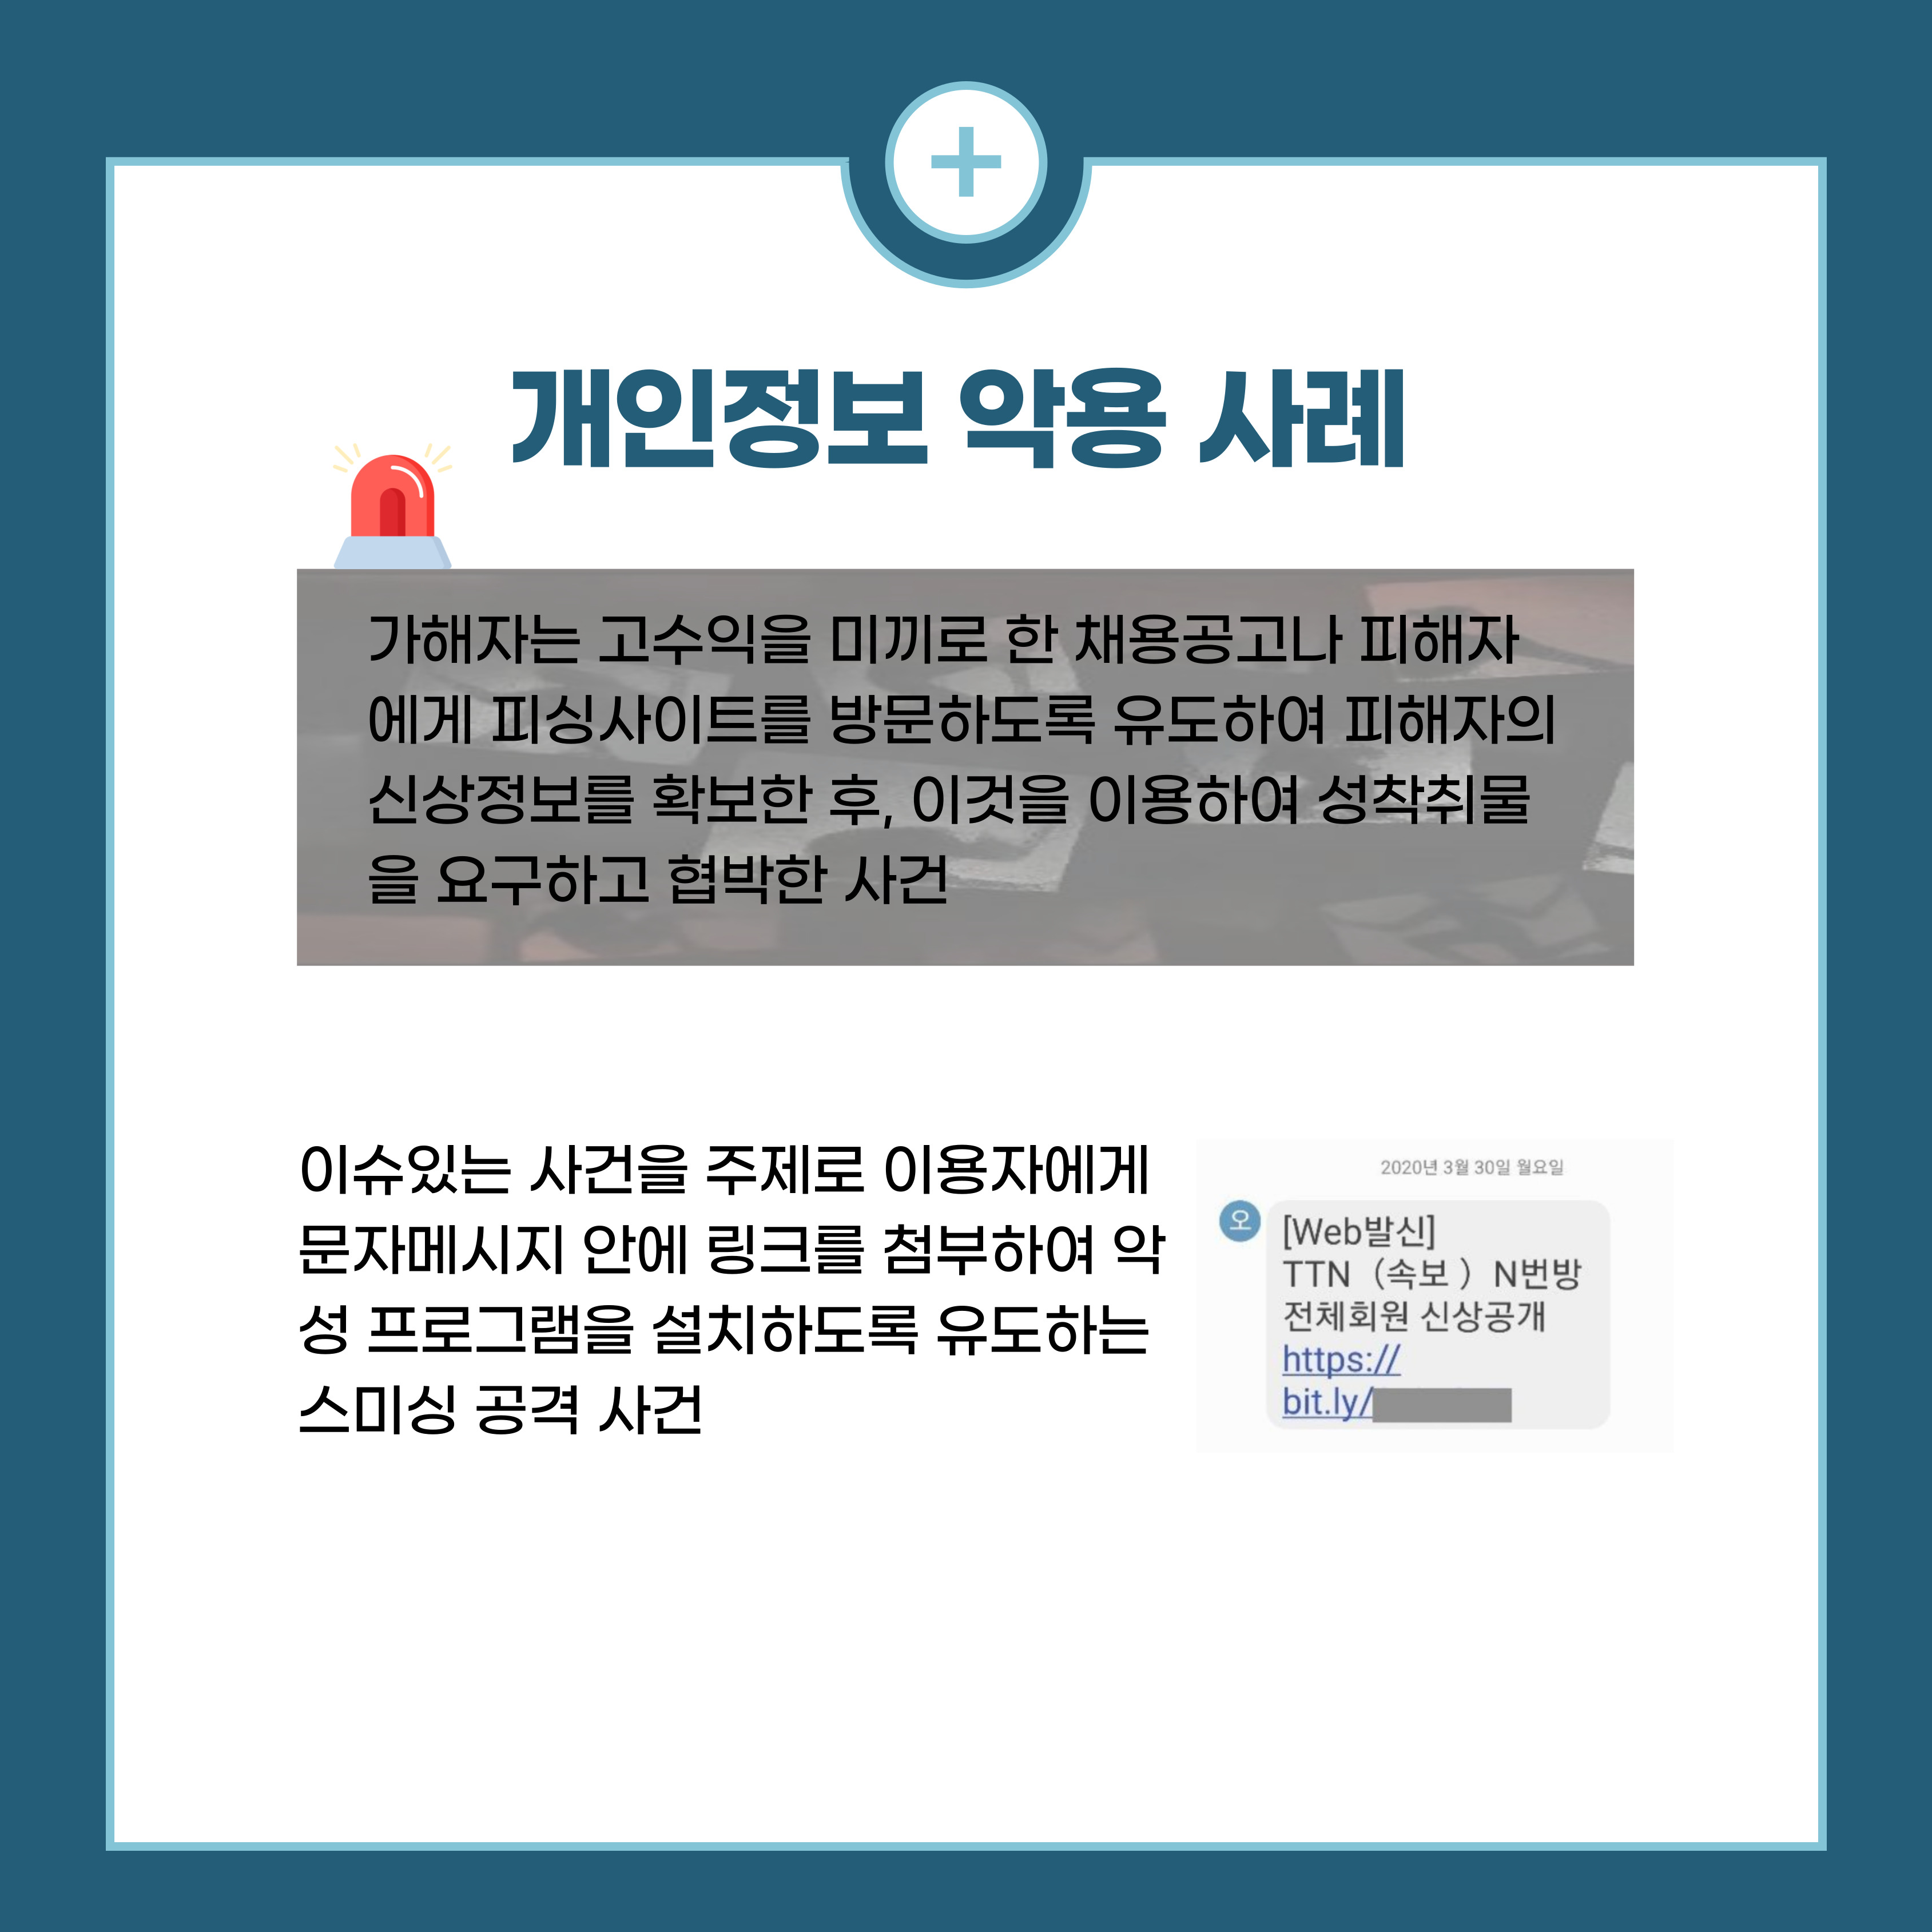 개인정보 악용 사례
가해자는 고수익을 미끼로 한 채용공고나 피해자
에게 피싱사이트를 방문하도록 유도하여 피해자의
신상정보를 확보한 후, 이것을 이용하여 성착취물
을 요구하고 협박한 사건
이슈있는 사건을 주제로 이용자에게
문자메시지 안에 링크를 첨부하여 악
성 프로그램을 설치하도록 유도하는
스미싱 공격 사건
2020년 3월 30일 월요일
오
[Web발신]
TTN（속보 ）N번방
전체회원 신상공개
https://
bit.ly/